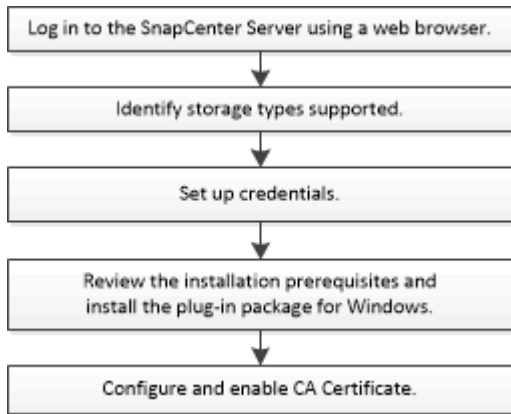 Log in to the SnapCenter Server using a web browser.
Identify storage types supported.
Set up credentials.
Review the installation prerequisites and
install the plug-in package for Windows.
Configure and enable CA Certificate.